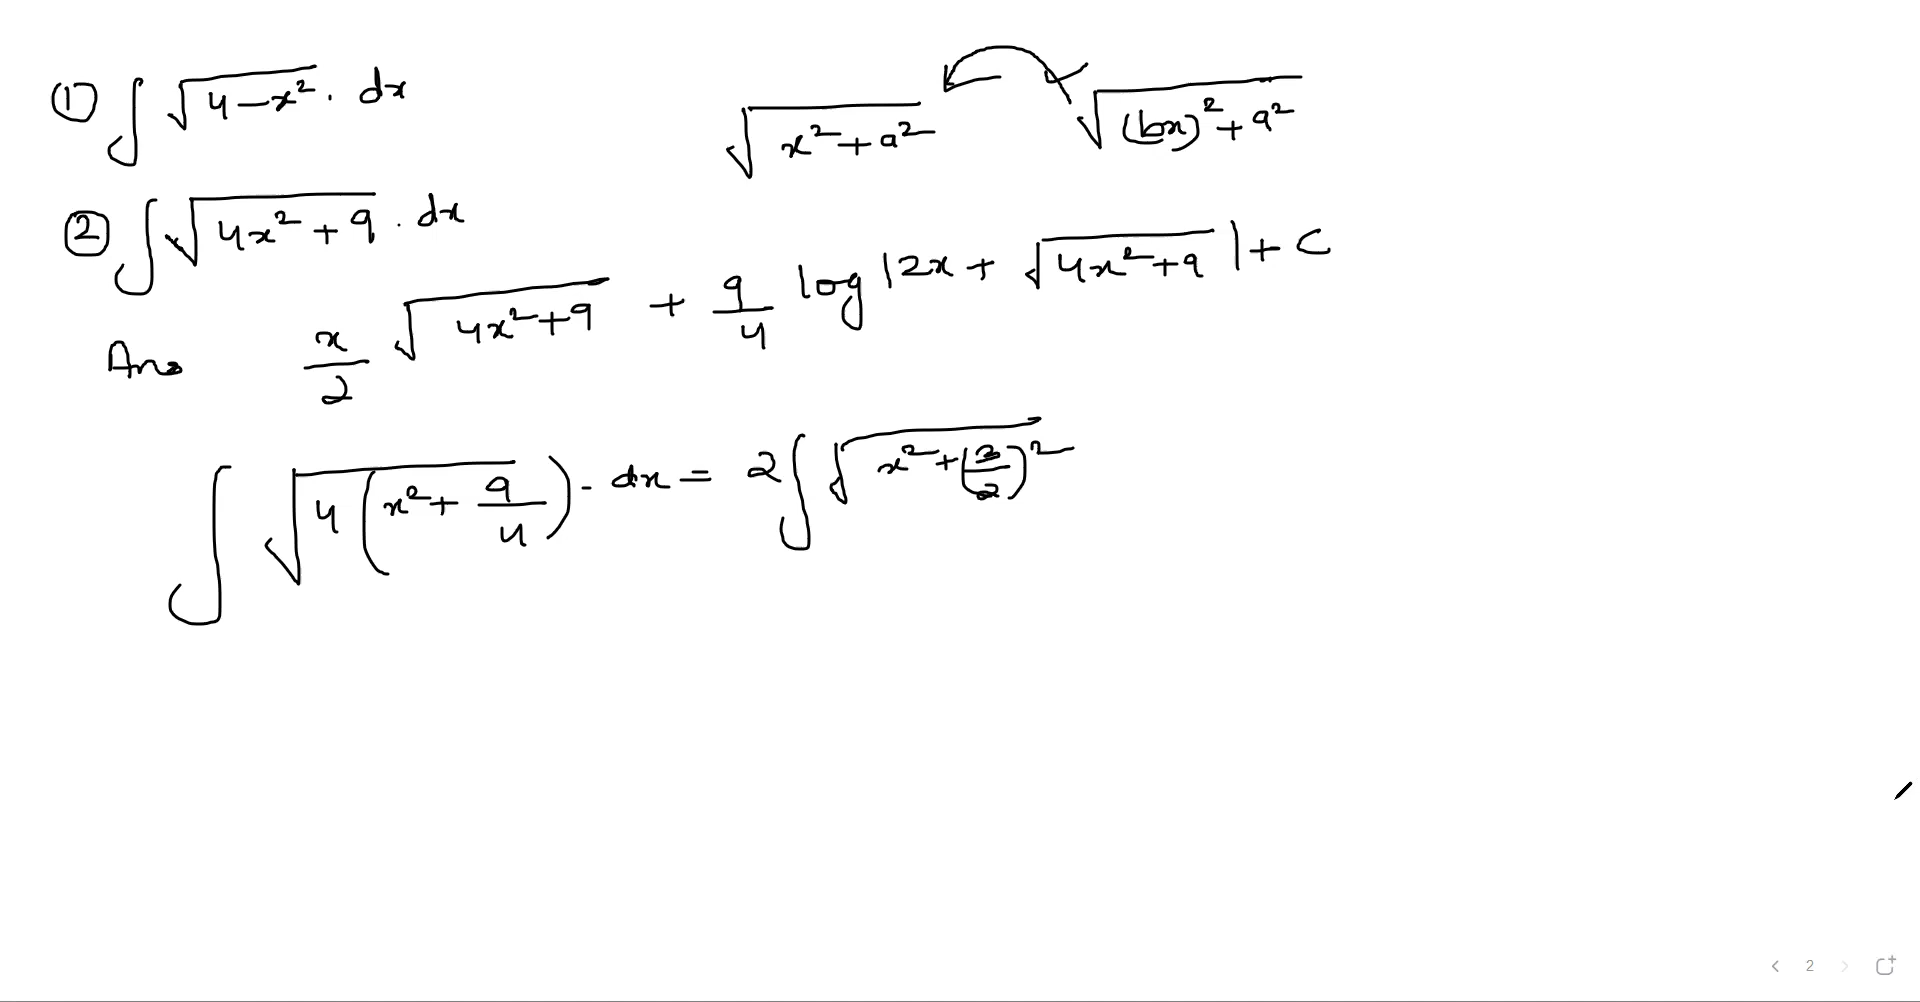 ① ∫ √(4 - x²) . dx
√(x² + a²) √((bx)² + a²)
② ∫ √(4x² + 9) . dx
Ans x/2 √(4x² + 9) + 9/4 log |2x + √(4x² + 9)| + C
∫ √(4(x² + 9/4)) . dx = 2 ∫ √(x² + (3/2)²)
2